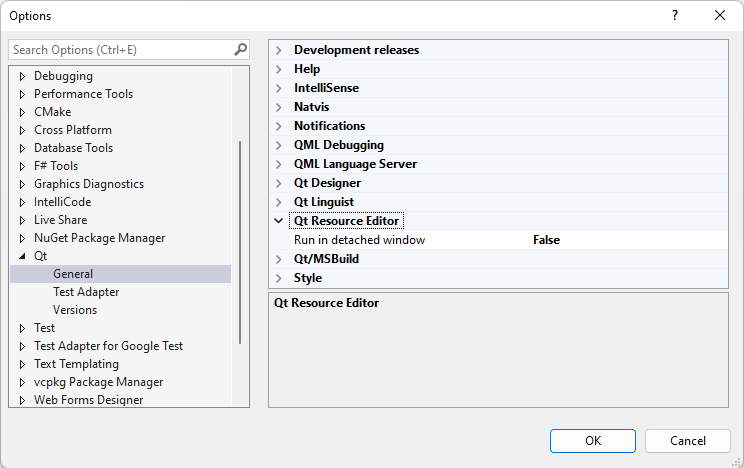 Options
?
Search Options (Ctrl+E)
Debugging
Performance Tools
CMake
Cross Platform
Database Tools
F# Tools
Graphics Diagnostics
IntelliCode
Live Share
NuGet Package Manager
Qt
General
Test Adapter
Versions
Test
Test Adapter for Google Test
Text Templating
vcpkg Package Manager
Web Forms Designer
Development releases
Help
IntelliSense
Natvis
Notifications
QML Debugging
QML Language Server
Qt Designer
Qt Linguist
Qt Resource Editor
Run in detached window False
Qt/MSBuild
Style
Qt Resource Editor
OK
Cancel